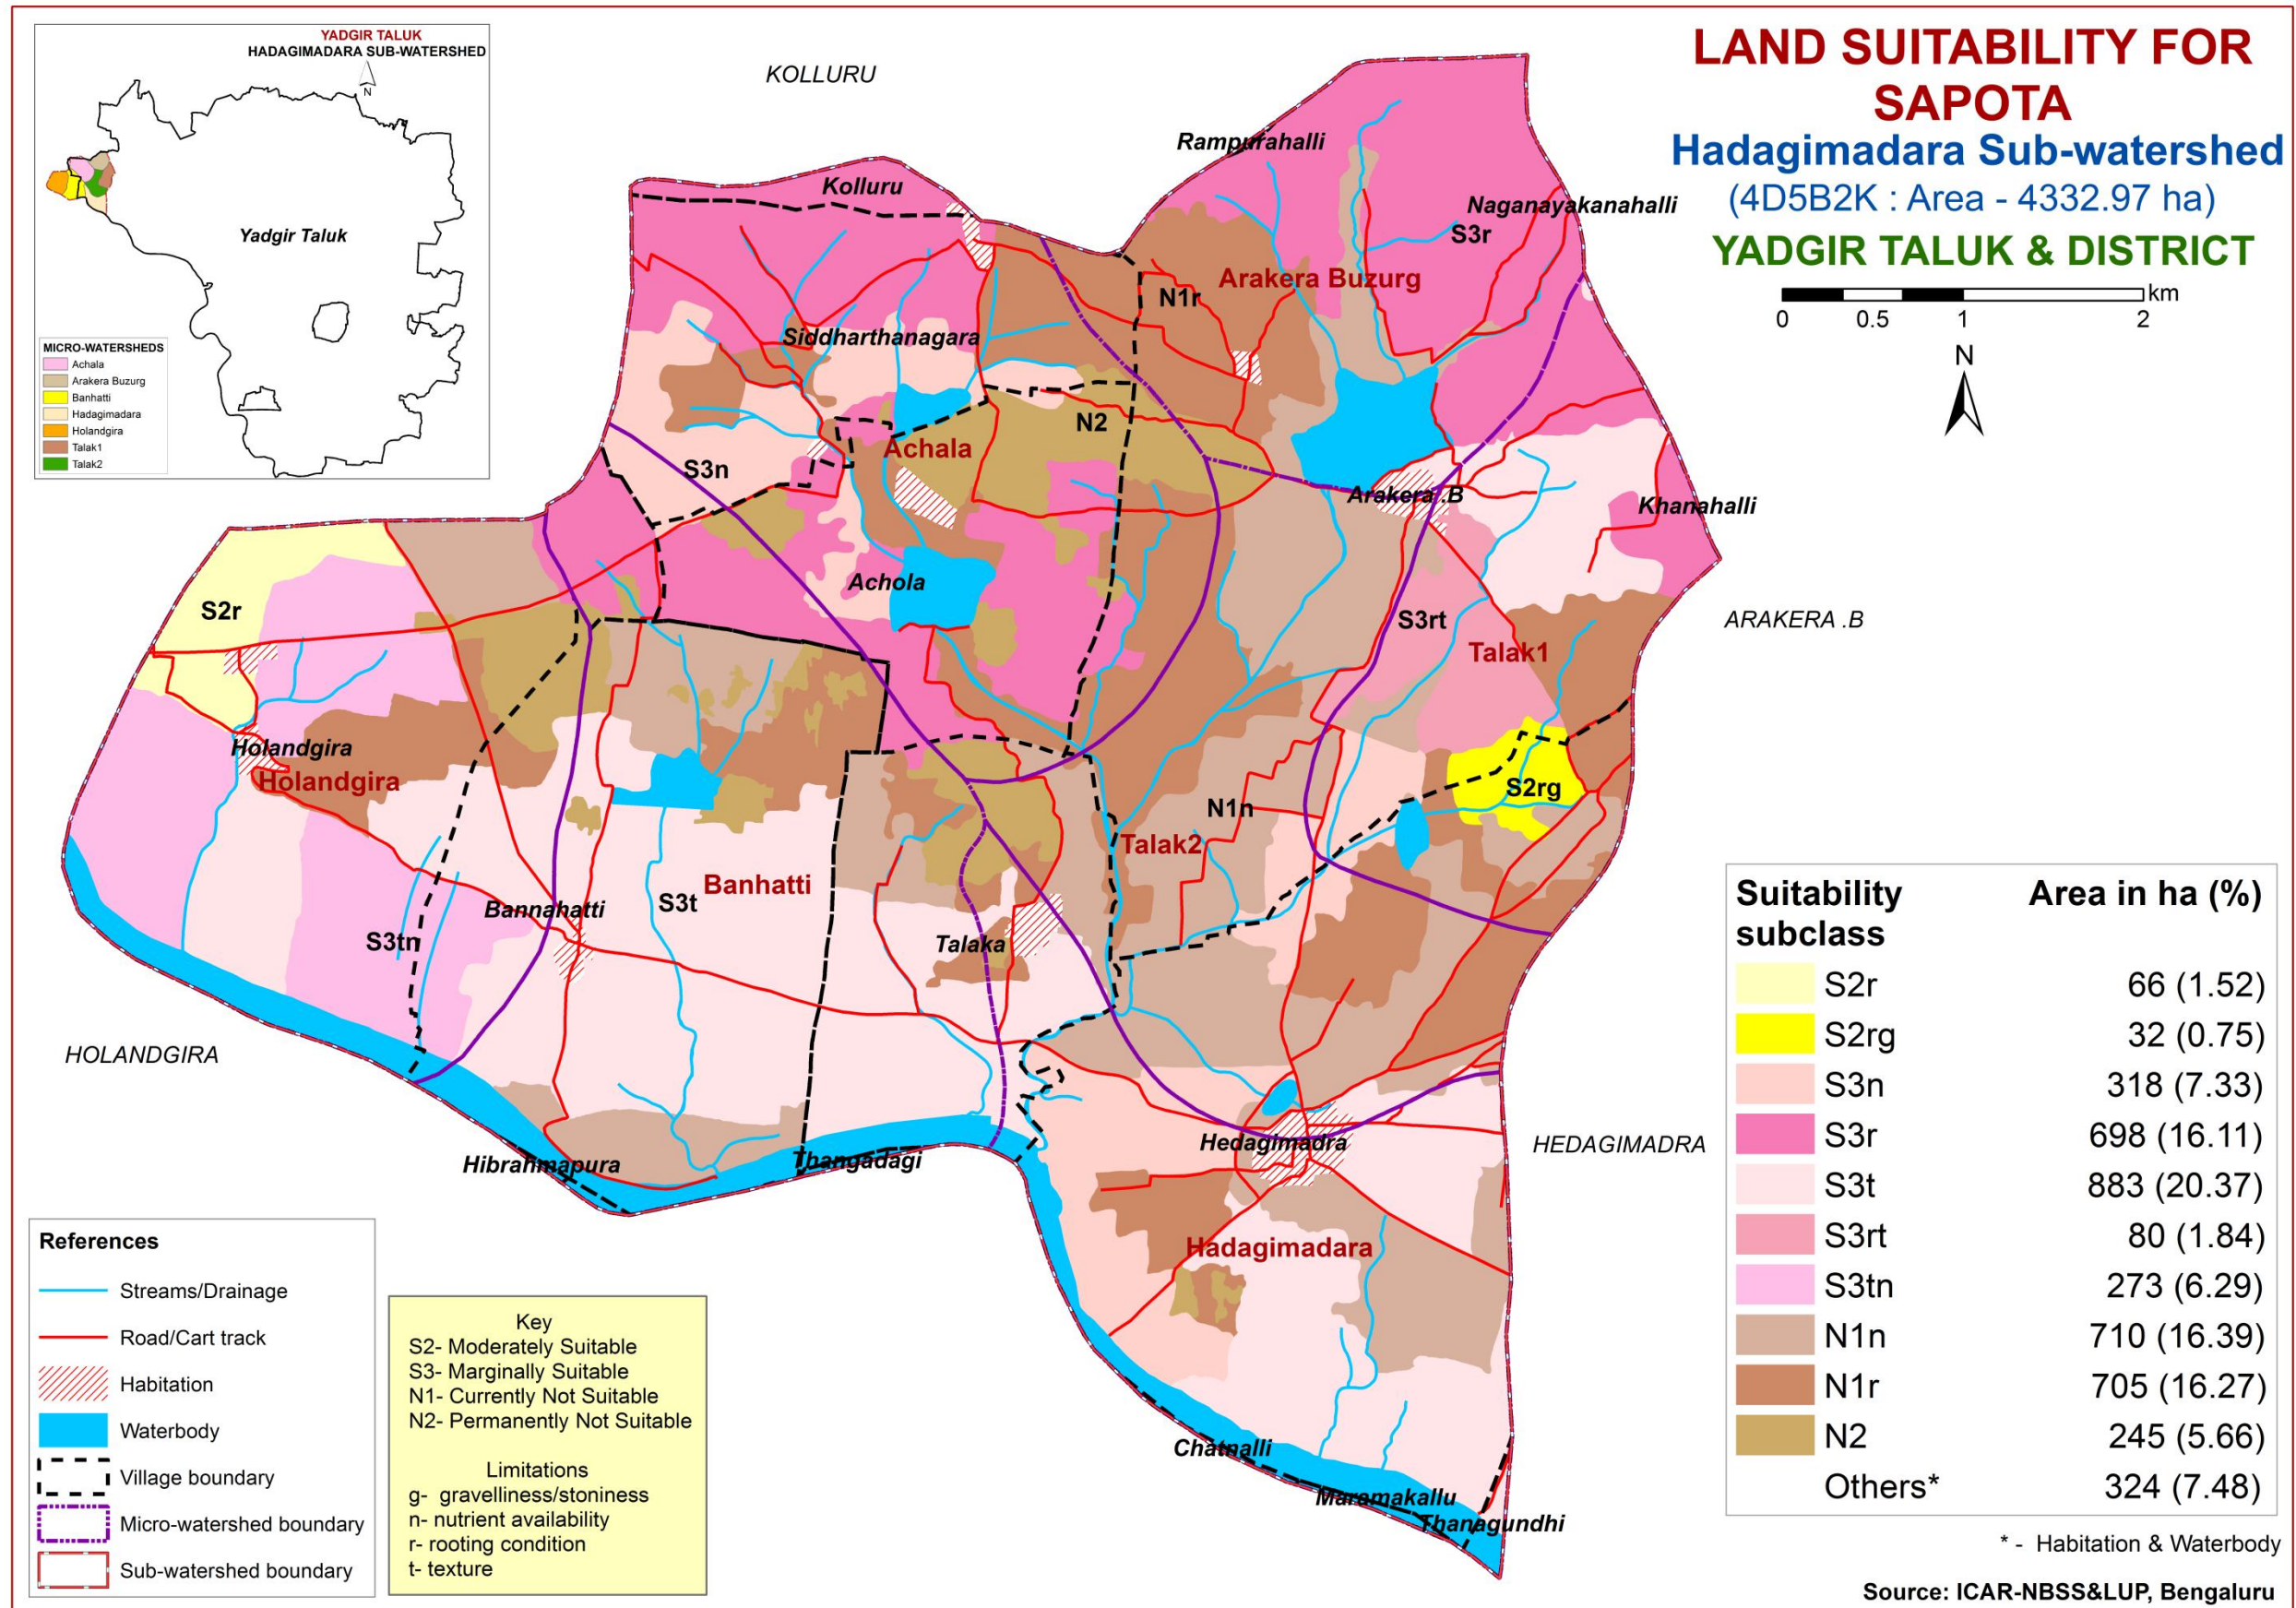 YADGIR TALUK
HADAGIMADARA SUB-WATERSHED
N
Yadgir Taluk
MICRO-WATERSHEDS
Achala
Arakera Buzurg
Banhatti
Hadagimadara
Holandgira
Talak1
Talak2
LAND SUITABILITY FOR
SAPOTA
Hadagimadara Sub-watershed
(4D5B2K : Area - 4332.97 ha)
YADGIR TALUK & DISTRICT
km
0 0.5 1 2
N
KOLLURU
Rampurahalli
Kolluru
Naganayakanahalli
S3r
Arakera Buzurg
N1r
Siddharthanagara
N2
Achala
S3n
Arakera .B
Khanahalli
Achola
S2r
S3rt
ARAKERA .B
Talak1
Holandgira
Holandgira
S2rg
N1n
Talak2
Banhatti
S3t
Bannahatti
S3tn
Talaka
HOLANDGIRA
Hedagimadra
HEDAGIMADRA
Hibrahmapura
Thangadagi
Hadagimadara
Chatnalli
Maramakallu
Thanagundhi
References
Streams/Drainage
Road/Cart track
Habitation
Waterbody
Village boundary
Micro-watershed boundary
Sub-watershed boundary
Key
S2- Moderately Suitable
S3- Marginally Suitable
N1- Currently Not Suitable
N2- Permanently Not Suitable
Limitations
g- gravelliness/stoniness
n- nutrient availability
r- rooting condition
t- texture
Suitability Area in ha (%)
subclass
S2r 66 (1.52)
S2rg 32 (0.75)
S3n 318 (7.33)
S3r 698 (16.11)
S3t 883 (20.37)
S3rt 80 (1.84)
S3tn 273 (6.29)
N1n 710 (16.39)
N1r 705 (16.27)
N2 245 (5.66)
Others* 324 (7.48)
* - Habitation & Waterbody
Source: ICAR-NBSS&LUP, Bengaluru